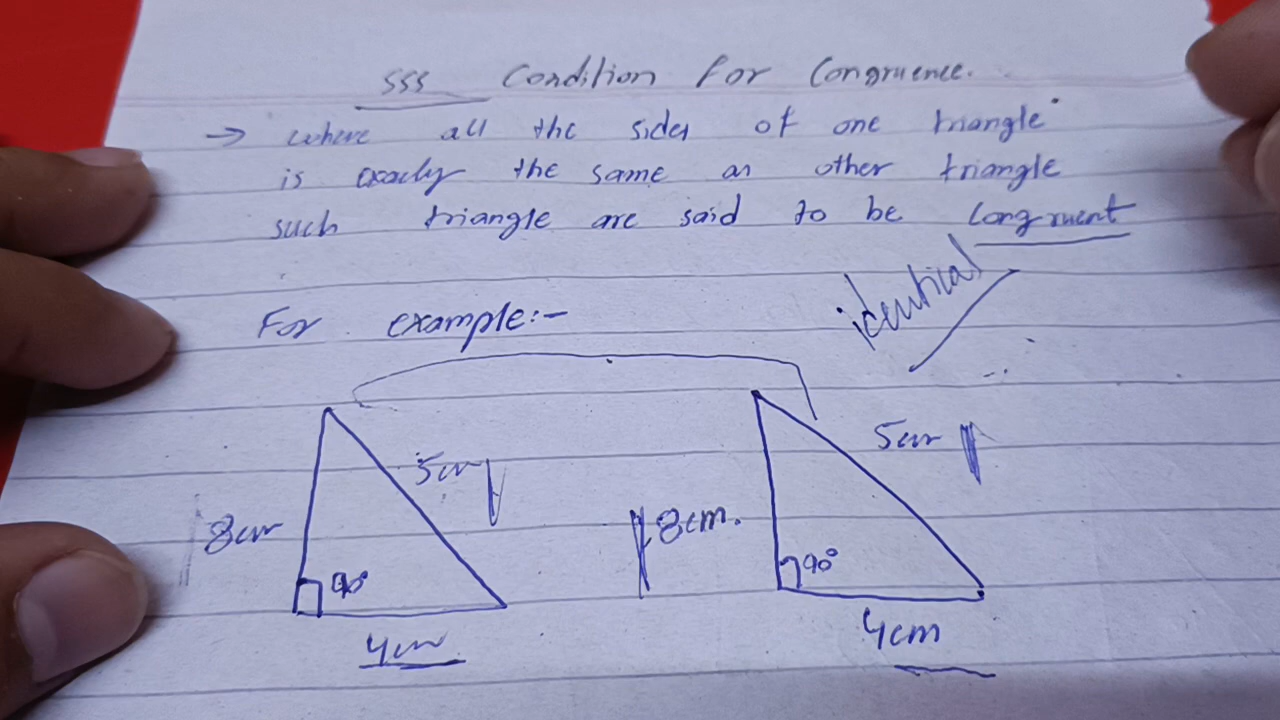 SSS Condition For Congruence.
→ where all the sides of one triangle
is exactly the same as other triangle
such triangle are said to be Congruent
identical
For example:-
5cm
5cm
8cm
8cm.
90°
90°
4cm
4cm